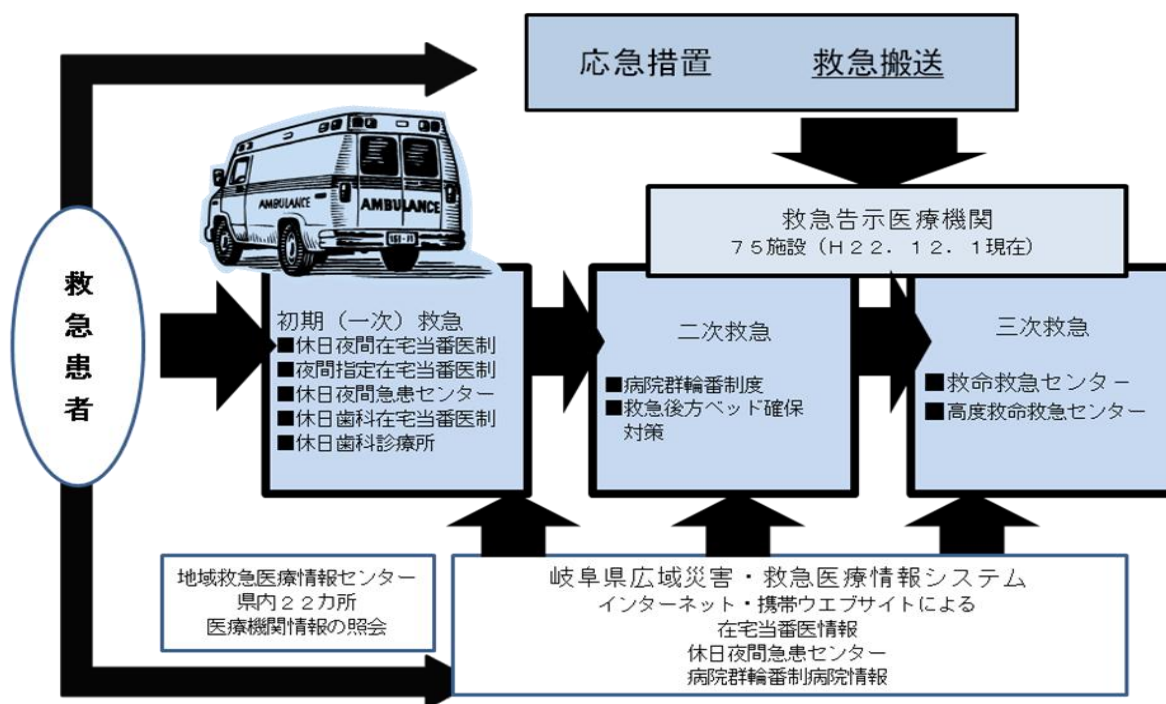 応急措置　　救急搬送
AMBULANCE
AMBULANCE
救急告示医療機関
７５施設（Ｈ２２．１２．１現在）
救急患者
初期（一次）救急
■休日夜間在宅当番医制
■夜間指定在宅当番医制
■休日夜間急患センター
■休日歯科在宅当番医制
■休日歯科診療所
二次救急
■病院群輪番制度
■救急後方ベッド確保
対策
三次救急
■救命救急センター
■高度救命救急センター
地域救急医療情報センター
県内２２カ所
医療機関情報の照会
岐阜県広域災害・救急医療情報システム
インターネット・携帯ウエブサイトによる
在宅当番医情報
休日夜間急患センター
病院群輪番制病院情報